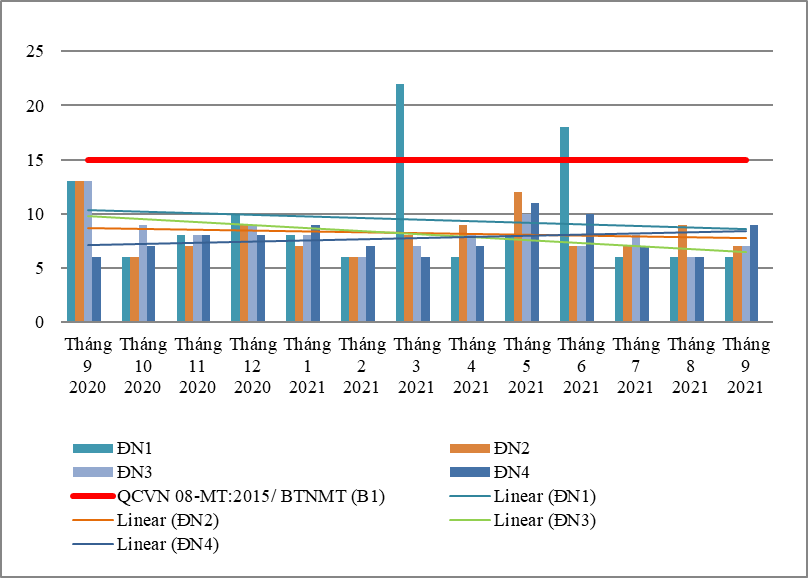 25
20
15
10
5
0
Tháng 9 2020
Tháng 10 2020
Tháng 11 2020
Tháng 12 2020
Tháng 1 2021
Tháng 2 2021
Tháng 3 2021
Tháng 4 2021
Tháng 5 2021
Tháng 6 2021
Tháng 7 2021
Tháng 8 2021
Tháng 9 2021
ĐN1
ĐN2
ĐN3
ĐN4
QCVN 08-MT:2015/ BTNMT (B1)
Linear (ĐN1)
Linear (ĐN2)
Linear (ĐN3)
Linear (ĐN4)